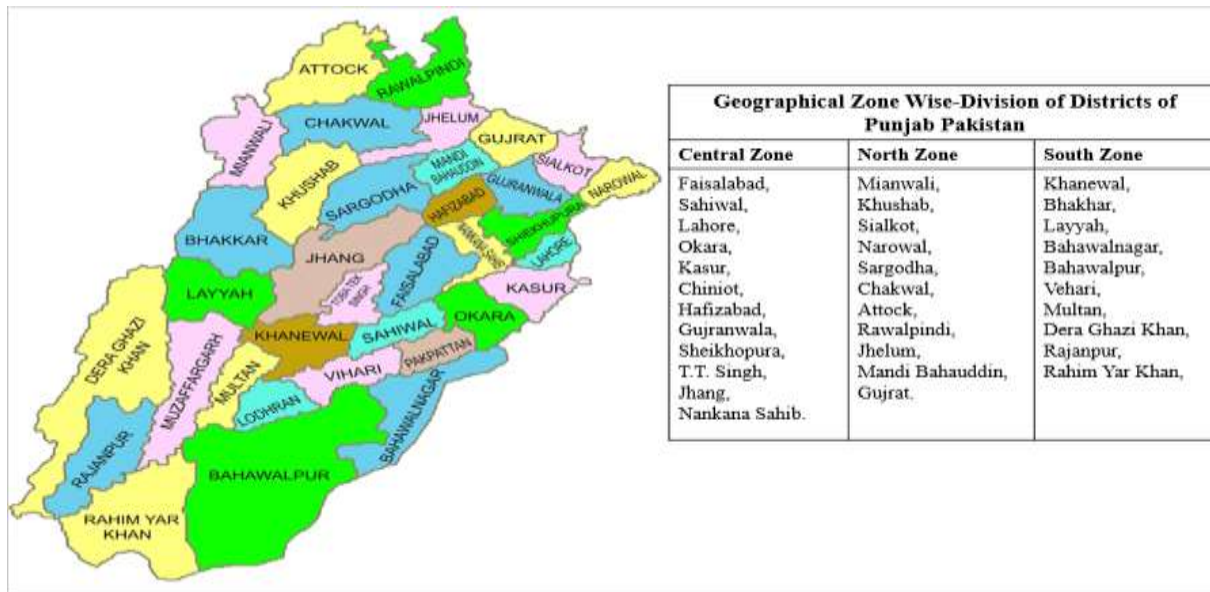 ATTOCK
RAWALPINDI
CHAKWAL
JHELUM
MIANWALI
GUJRAT
MANDI
BAHAUDDIN
SIALKOT
KHUSHAB
SARGODHA
GUJRANWALA
NAROWAL
HAFIZABAD
SHIEKHUPURA
BHAKKAR
JHANG
FAISALABAD
NANKANA SAHIB
LAHORE
LAYYAH
TOBA TEK
SINGH
KASUR
KHANEWAL
SAHIWAL
OKARA
DERA GHAZI
KHAN
MUZAFFARGARH
MULTAN
VIHARI
PAKPATTAN
LODHRAN
BAHAWALNAGAR
RAJANPUR
BAHAWALPUR
RAHIM YAR
KHAN
Geographical Zone Wise-Division of Districts of
Punjab Pakistan
Central Zone North Zone South Zone
Faisalabad, Mianwali, Khanewal,
Sahiwal, Khushab, Bhakhar,
Lahore, Sialkot, Layyah,
Okara, Narowal, Bahawalnagar,
Kasur, Sargodha, Bahawalpur,
Chiniot, Chakwal, Vehari,
Hafizabad, Attock, Multan,
Gujranwala, Rawalpindi, Dera Ghazi Khan,
Sheikhopura, Jhelum, Rajanpur,
T.T. Singh, Mandi Bahauddin, Rahim Yar Khan,
Jhang, Gujrat.
Nankana Sahib.